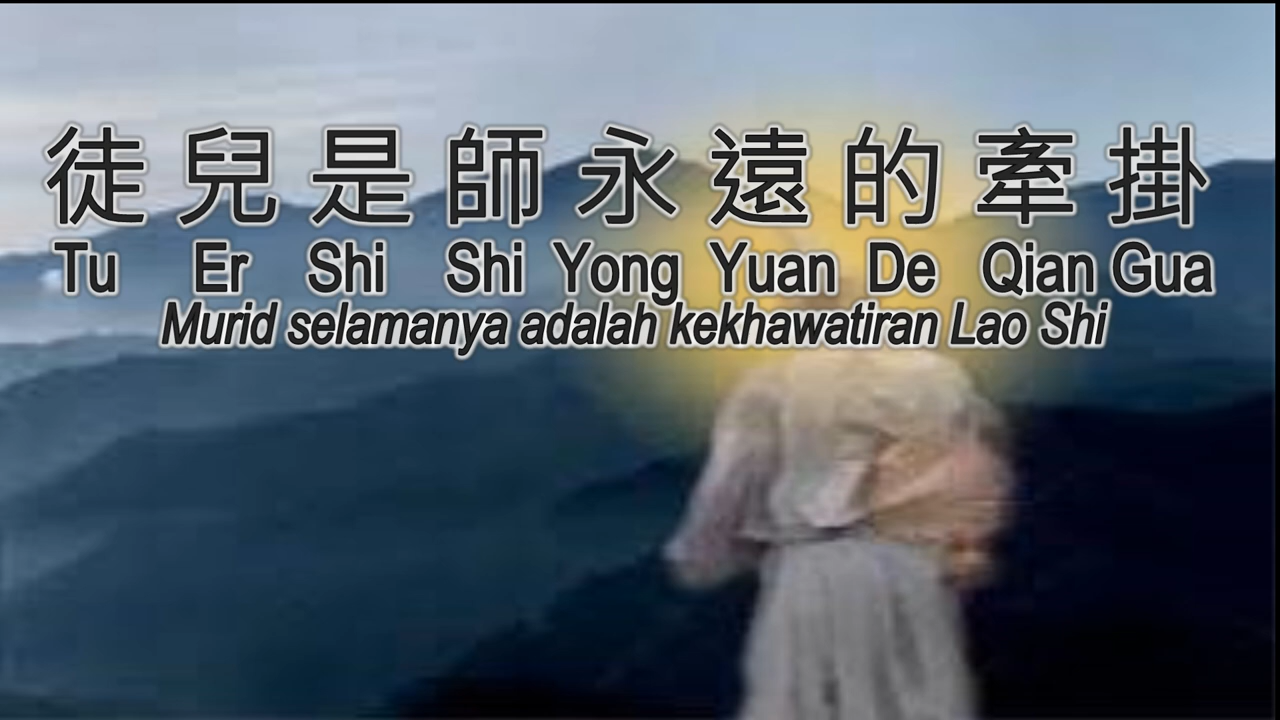 徒兒是師永遠的牽掛
Tu Er Shi Shi Yong Yuan De Qian Gua
Murid selamanya adalah kekhawatiran Lao Shi